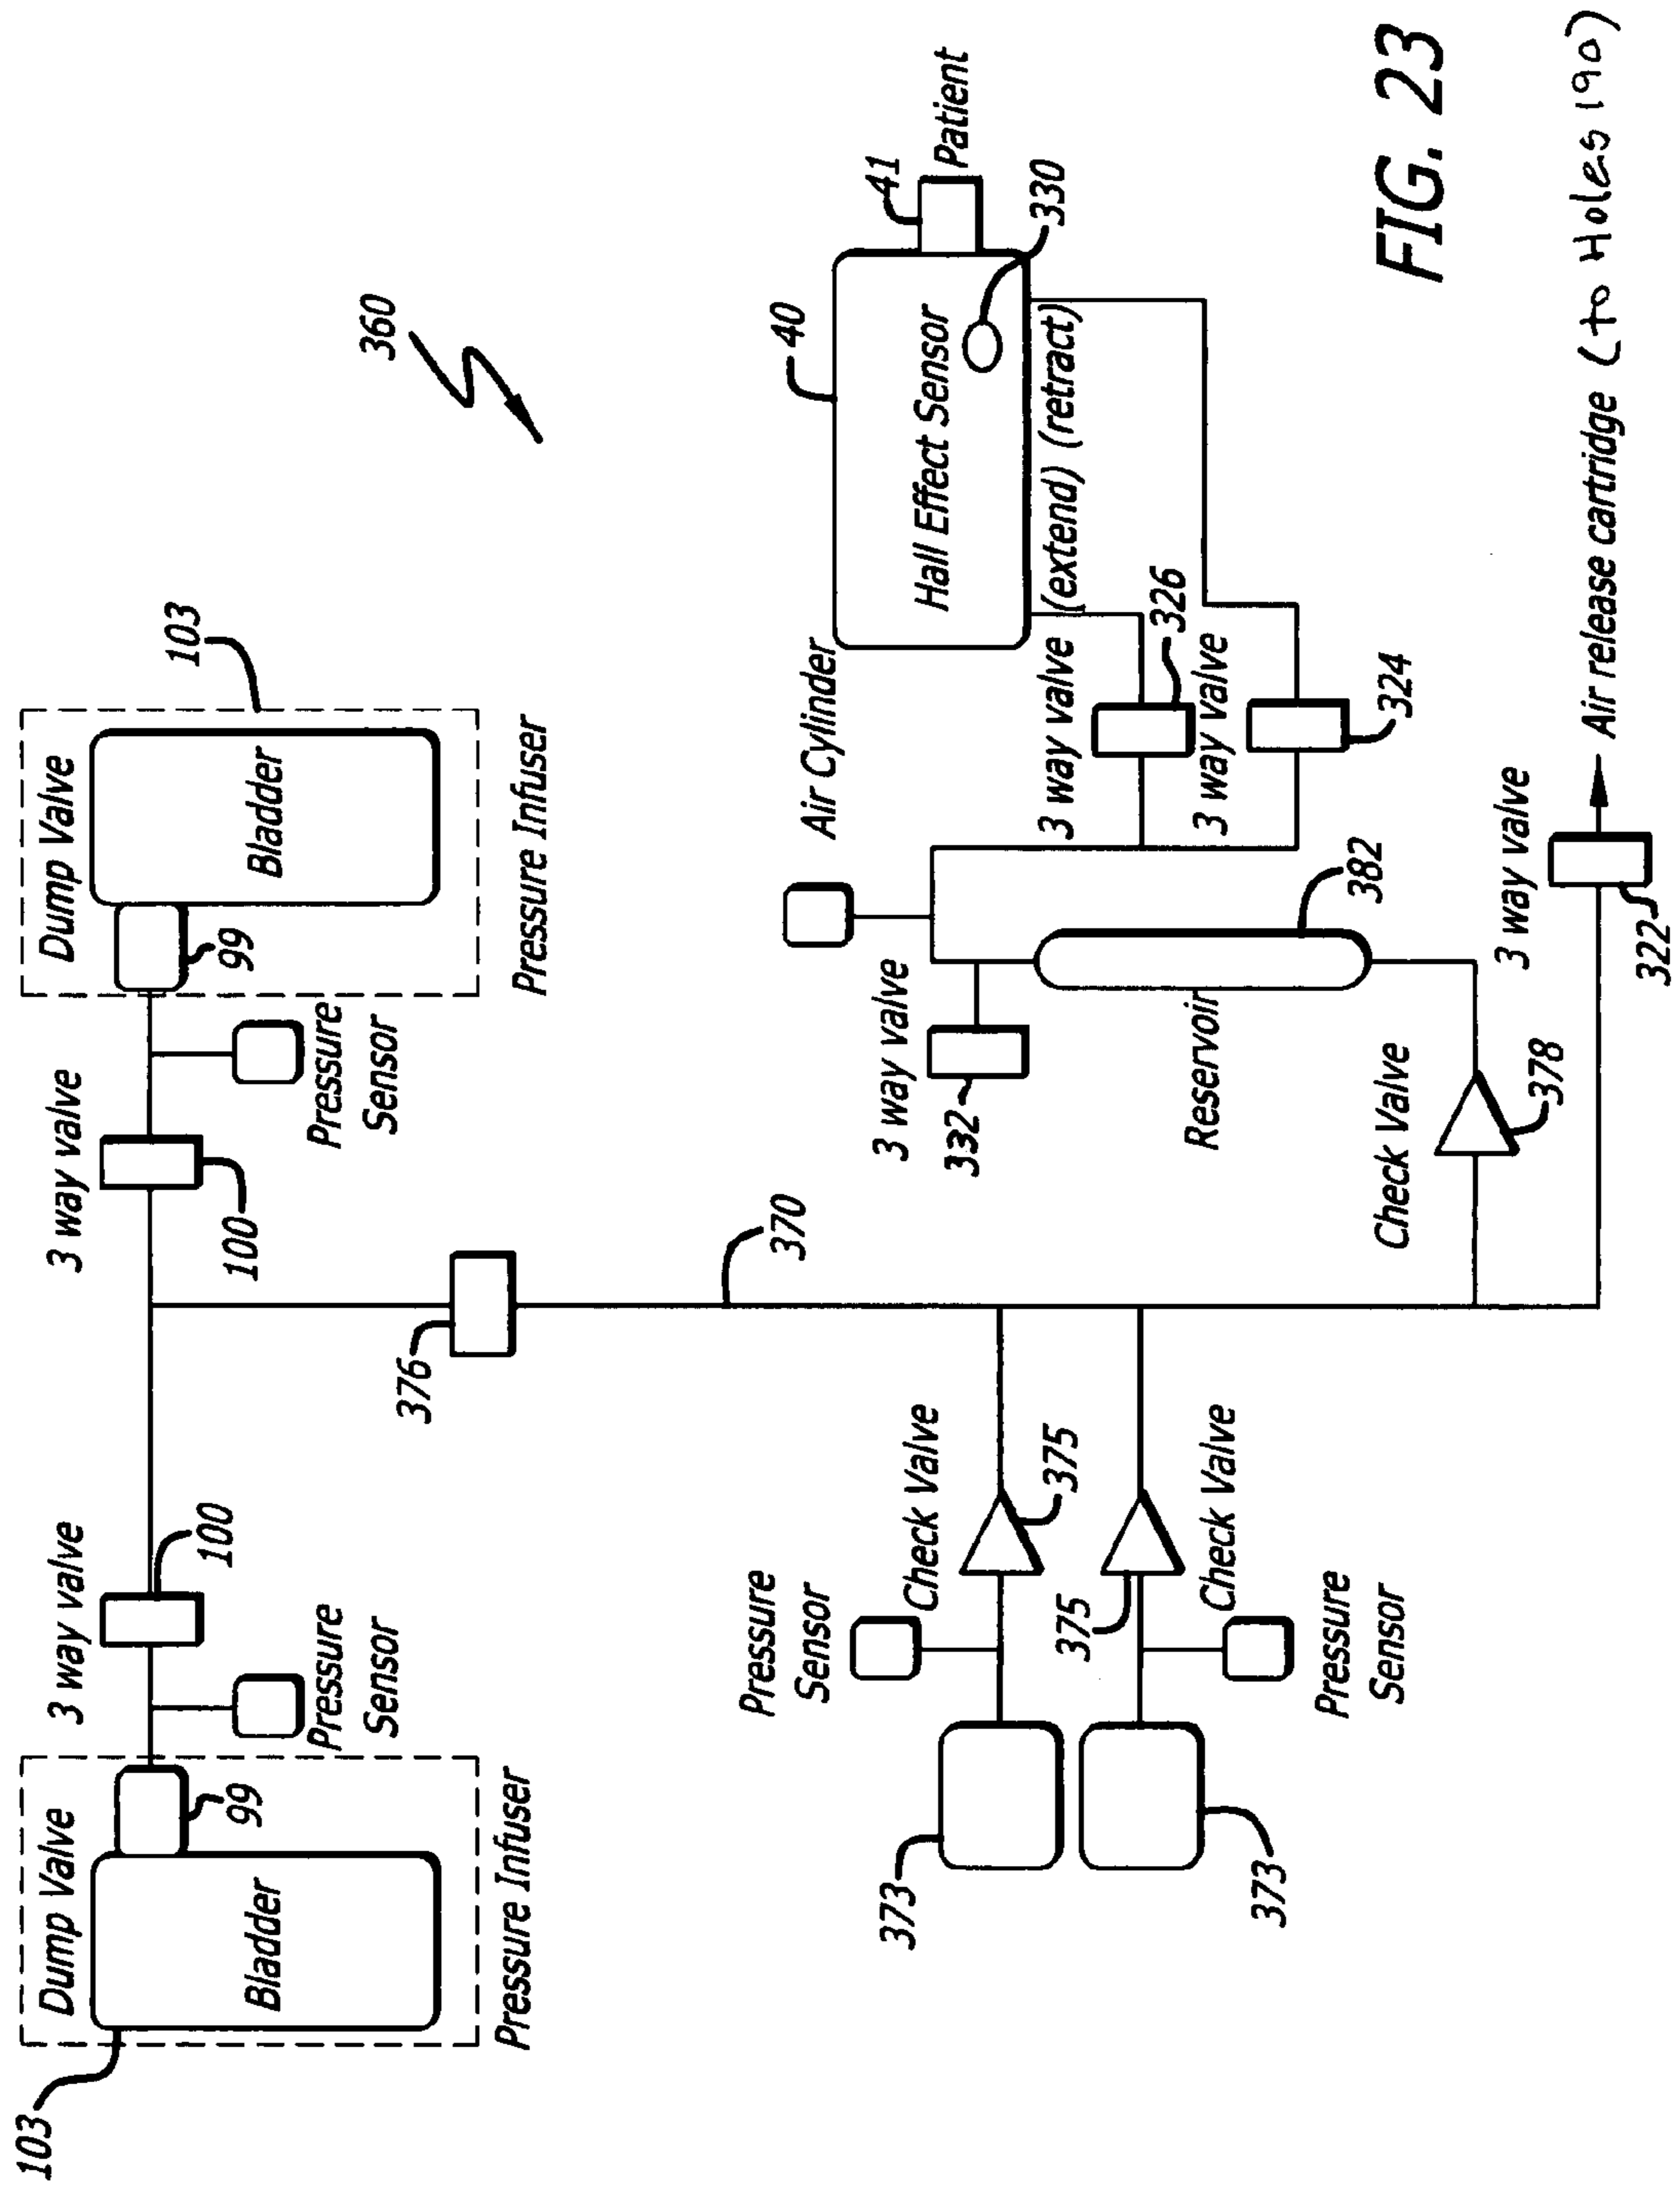 103
Dump Valve
Dump Valve
3 way valve
3 way valve
103
100
99
100
99
Bladder
Bladder
Pressure
Sensor
Pressure
Sensor
360
376
Pressure Infuser
Pressure Infuser
Pressure
Sensor
370
40
Air Cylinder
41
Patient
Check Valve
3 way valve
332
Hall Effect Sensor
330
373
375
375
3 way valve
(extend) (retract)
326
Reservoir
3 way valve
Check Valve
373
Pressure
Sensor
382
324
Check Valve
378
FIG. 23
3 way valve
322
Air release cartridge (to Holes 190)